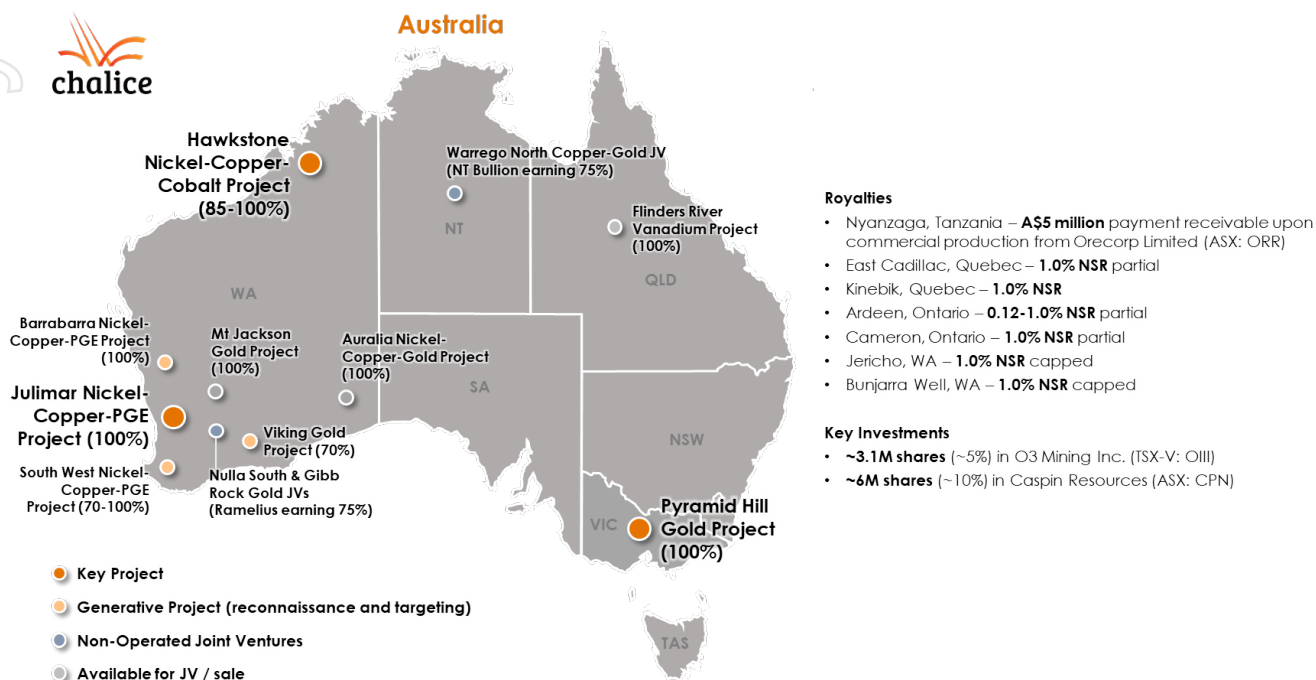 Australia
chalice
Hawkstone
Nickel-Copper-
Cobalt Project
(85-100%)
Warrego North Copper-Gold JV
(NT Bullion earning 75%)
Flinders River
Vanadium Project
(100%)
NT
QLD
WA
Barrabarra Nickel-
Copper-PGE Project
(100%)
Mt Jackson
Gold Project
(100%)
Auralia Nickel-
Copper-Gold Project
(100%)
SA
Julimar Nickel-
Copper-PGE
Project (100%)
Viking Gold
Project (70%)
NSW
South West Nickel-
Copper-PGE
Project (70-100%)
Nulla South & Gibb
Rock Gold JVs
(Ramelius earning 75%)
VIC
Pyramid Hill
Gold Project
(100%)
TAS
Key Project
Generative Project (reconnaissance and targeting)
Non-Operated Joint Ventures
Available for JV / sale
Royalties
• Nyanzaga, Tanzania – A$5 million payment receivable upon
commercial production from Orecorp Limited (ASX: ORR)
• East Cadillac, Quebec – 1.0% NSR partial
• Kinebik, Quebec – 1.0% NSR
• Ardeen, Ontario – 0.12-1.0% NSR partial
• Cameron, Ontario – 1.0% NSR partial
• Jericho, WA – 1.0% NSR capped
• Bunjarra Well, WA – 1.0% NSR capped
Key Investments
• ~3.1M shares (~5%) in O3 Mining Inc. (TSX-V: OIII)
• ~6M shares (~10%) in Caspin Resources (ASX: CPN)